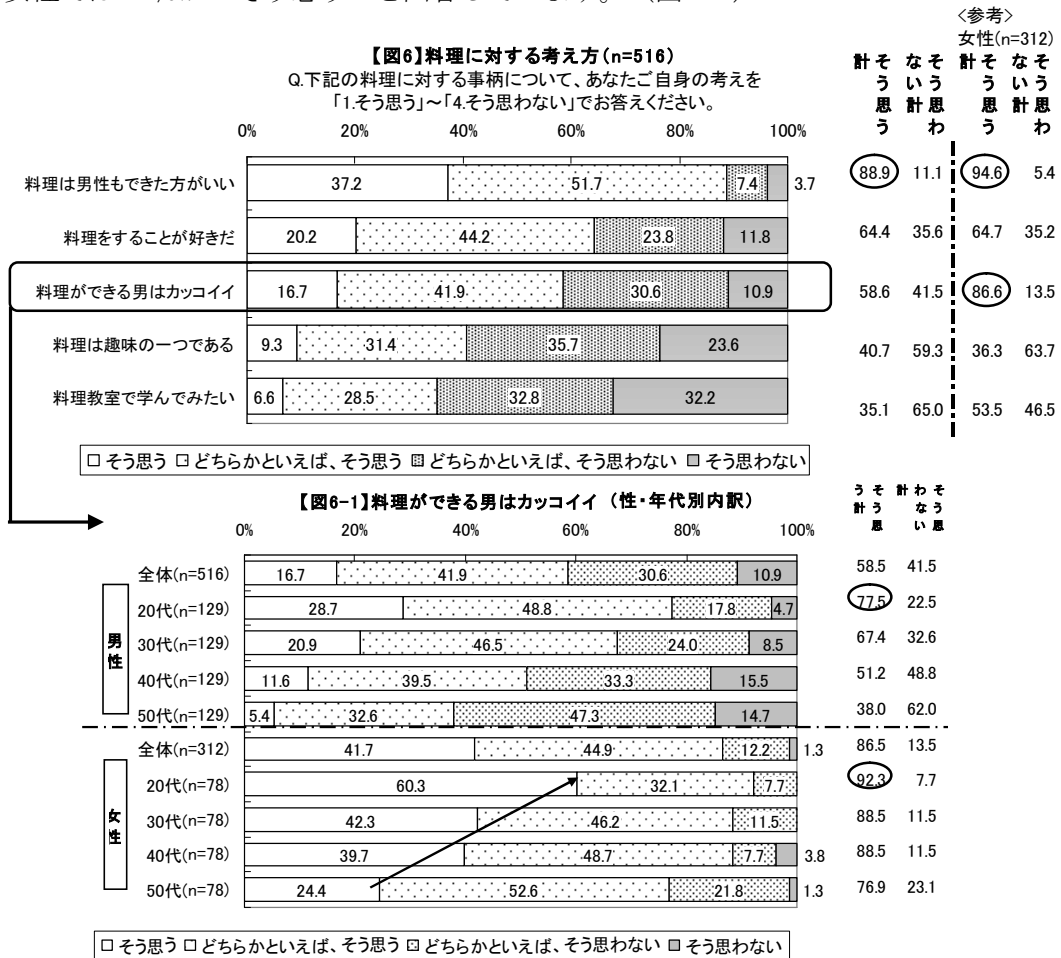 <参考>
女性(n=312)
【図6】料理に対する考え方(n=516)
Q.下記の料理に対する事柄について、あなたご自身の考えを
「1.そう思う」～「4.そう思わない」でお答えください。
そう思う計 そう思わない計 そう思う計 そう思わない計
0% 20% 40% 60% 80% 100%
料理は男性もできた方がいい 37.2 51.7 7.4 3.7 88.9 11.1 94.6 5.4
料理をすることが好きだ 20.2 44.2 23.8 11.8 64.4 35.6 64.7 35.2
料理ができる男はカッコイイ 16.7 41.9 30.6 10.9 58.6 41.5 86.6 13.5
料理は趣味の一つである 9.3 31.4 35.7 23.6 40.7 59.3 36.3 63.7
料理教室で学んでみたい 6.6 28.5 32.8 32.2 35.1 65.0 53.5 46.5
そう思う どちらかといえば、そう思う どちらかといえば、そう思わない そう思わない
【図6-1】料理ができる男はカッコイイ (性・年代別内訳)
そう思う計 そう思わない計
0% 20% 40% 60% 80% 100%
男性
全体(n=516) 16.7 41.9 30.6 10.9 58.5 41.5
20代(n=129) 28.7 48.8 17.8 4.7 77.5 22.5
30代(n=129) 20.9 46.5 24.0 8.5 67.4 32.6
40代(n=129) 11.6 39.5 33.3 15.5 51.2 48.8
50代(n=129) 5.4 32.6 47.3 14.7 38.0 62.0
女性
全体(n=312) 41.7 44.9 12.2 1.3 86.5 13.5
20代(n=78) 60.3 32.1 7.7 92.3 7.7
30代(n=78) 42.3 46.2 11.5 88.5 11.5
40代(n=78) 39.7 48.7 7.7 3.8 88.5 11.5
50代(n=78) 24.4 52.6 21.8 1.3 76.9 23.1
そう思う どちらかといえば、そう思う どちらかといえば、そう思わない そう思わない